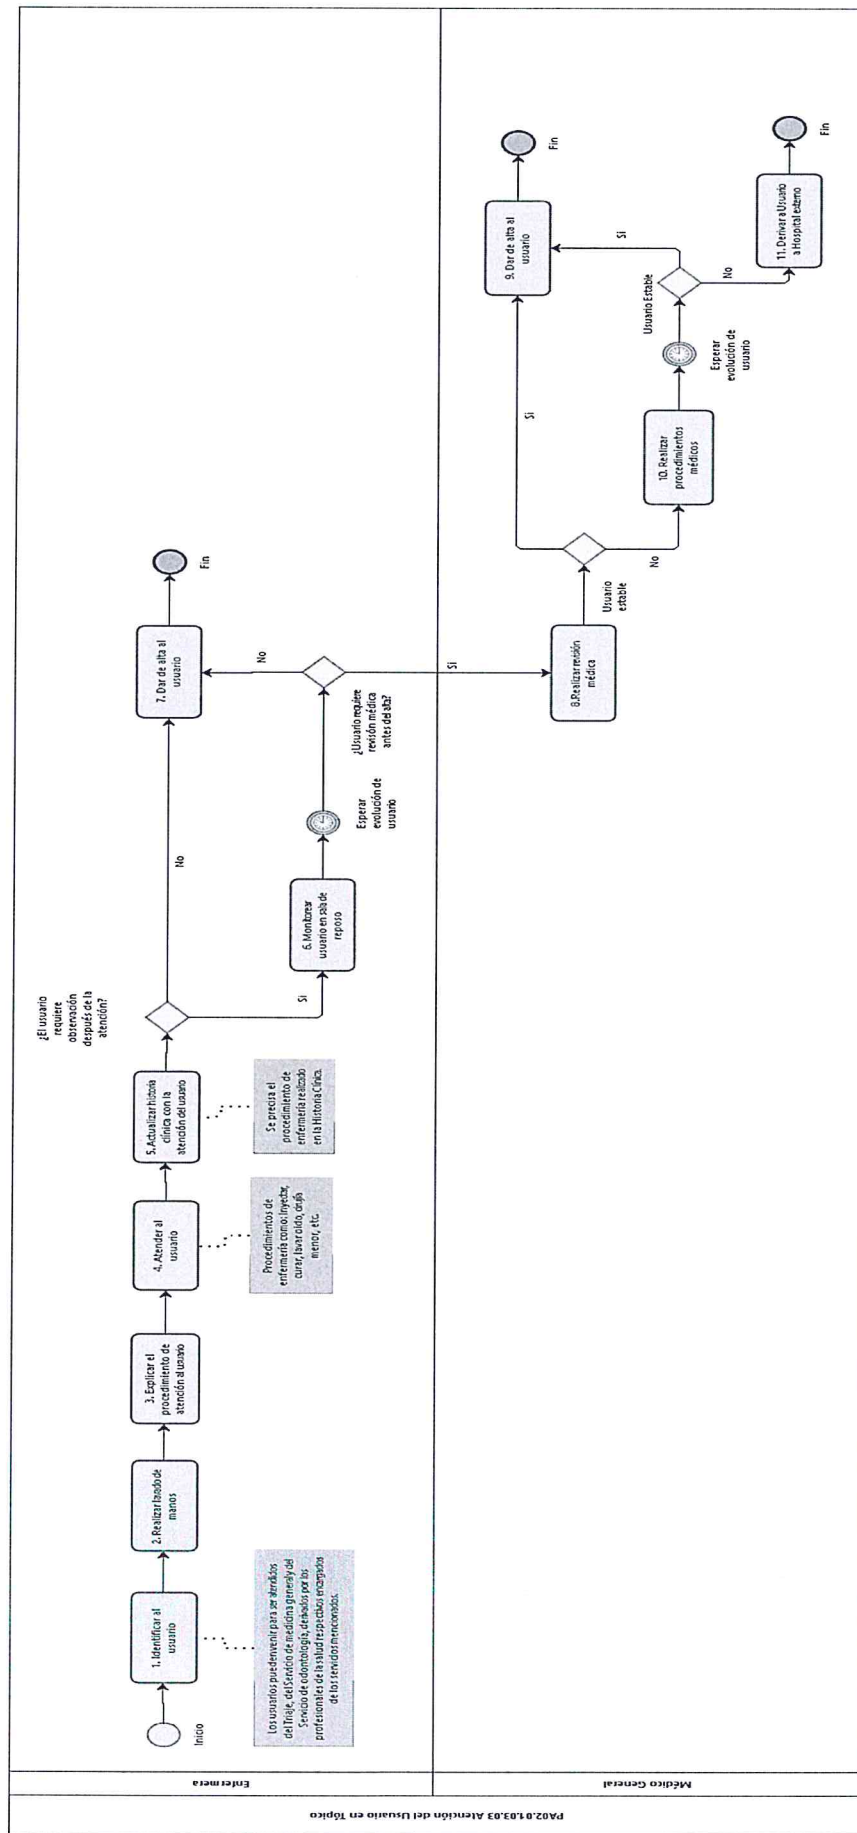 PA02.01.03.03 Atención del Usuario en Tópico
Enfermera
Médico General
Inicio
1. Identificar al
usuario
Los usuarios pueden venir para ser atendidos
del Triaje, del Servicio de medicina general y del
Servicio de odontología, derivados por los
profesionales de la salud respectivos encargados
de los servicios mencionados.
2. Realizar lavado de
manos
3. Explicar el
procedimiento de
atención al usuario
4. Atender al
usuario
Procedimientos de
enfermería como: Inyectar,
curar, lavar oído, cirugía
menor, etc.
5. Actualizar historia
clínica con la
atención del usuario
Se precisa el
procedimiento de
enfermería realizado
en la Historia Clínica.
¿El usuario
requiere
observación
después de la
atención?
No
Si
6. Monitorear
usuario en sala de
reposo
Esperar
evolución de
usuario
¿Usuario requiere
revisón médica
antes del alta?
No
Si
7. Dar de alta al
usuario
Fin
8.Realizar revisión
médica
Usuario
estable
Si
No
9. Dar de alta al
usuario
Fin
10. Realizar
procedimientos
médicos
Esperar
evolución de
usuario
Usuario Estable
Si
No
11. Derivar a Usuario
a Hospital externo
Fin